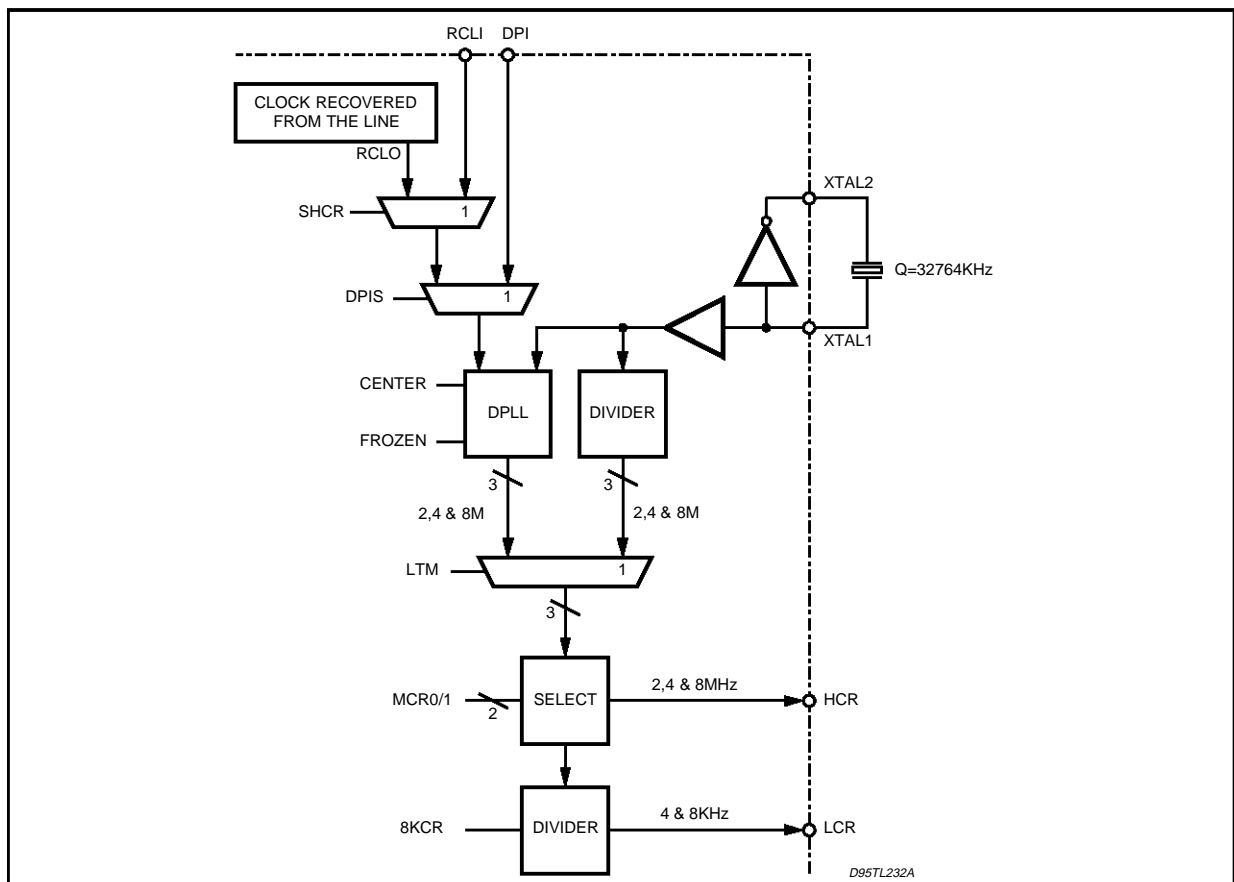 RCLI DPI
CLOCK RECOVERED
FROM THE LINE
RCLO
XTAL2
SHCR
1
Q=32764KHz
DPIS
1
XTAL1
CENTER
DPLL
DIVIDER
FROZEN
3
3
2,4 & 8M
2,4 & 8M
LTM
1
3
2,4 & 8MHz
MCR0/1
SELECT
HCR
2
4 & 8KHz
8KCR
DIVIDER
LCR
D95TL232A